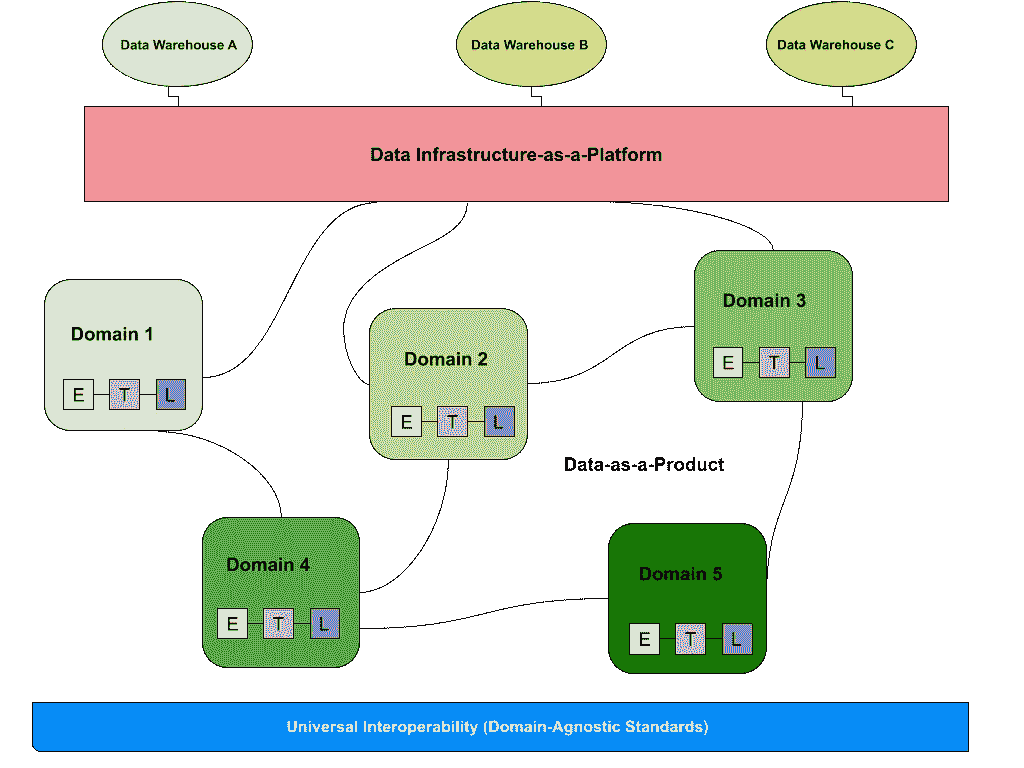 Data Warehouse A
Data Warehouse B
Data Warehouse C
Data Infrastructure-as-a-Platform
Domain 1
E T L
Domain 2
E T L
Domain 3
E T L
Data-as-a-Product
Domain 4
E T L
Domain 5
E T L
Universal Interoperability (Domain-Agnostic Standards)